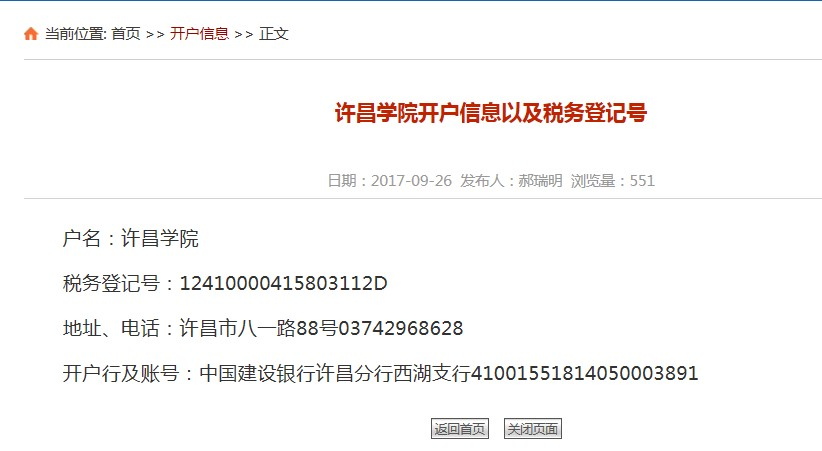 当前位置: 首页 >> 开户信息 >> 正文
许昌学院开户信息以及税务登记号
日期：2017-09-26 发布人：郝瑞明 浏览量：551
户名：许昌学院
税务登记号：12410000415803112D
地址、电话：许昌市八一路88号03742968628
开户行及账号：中国建设银行许昌分行西湖支行41001551814050003891
返回首页 关闭页面